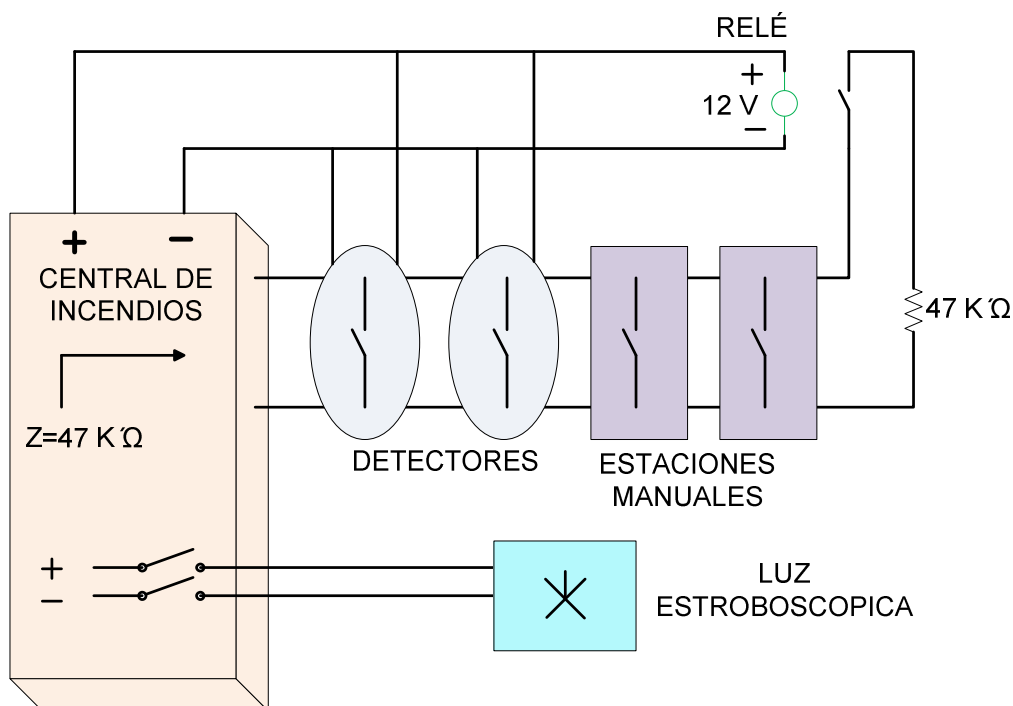 RELÉ
+
12 V
−
+ −
CENTRAL DE
INCENDIOS
47 K Ώ
Z=47 K Ώ
DETECTORES
ESTACIONES
MANUALES
+
−
LUZ
ESTROBOSCOPICA